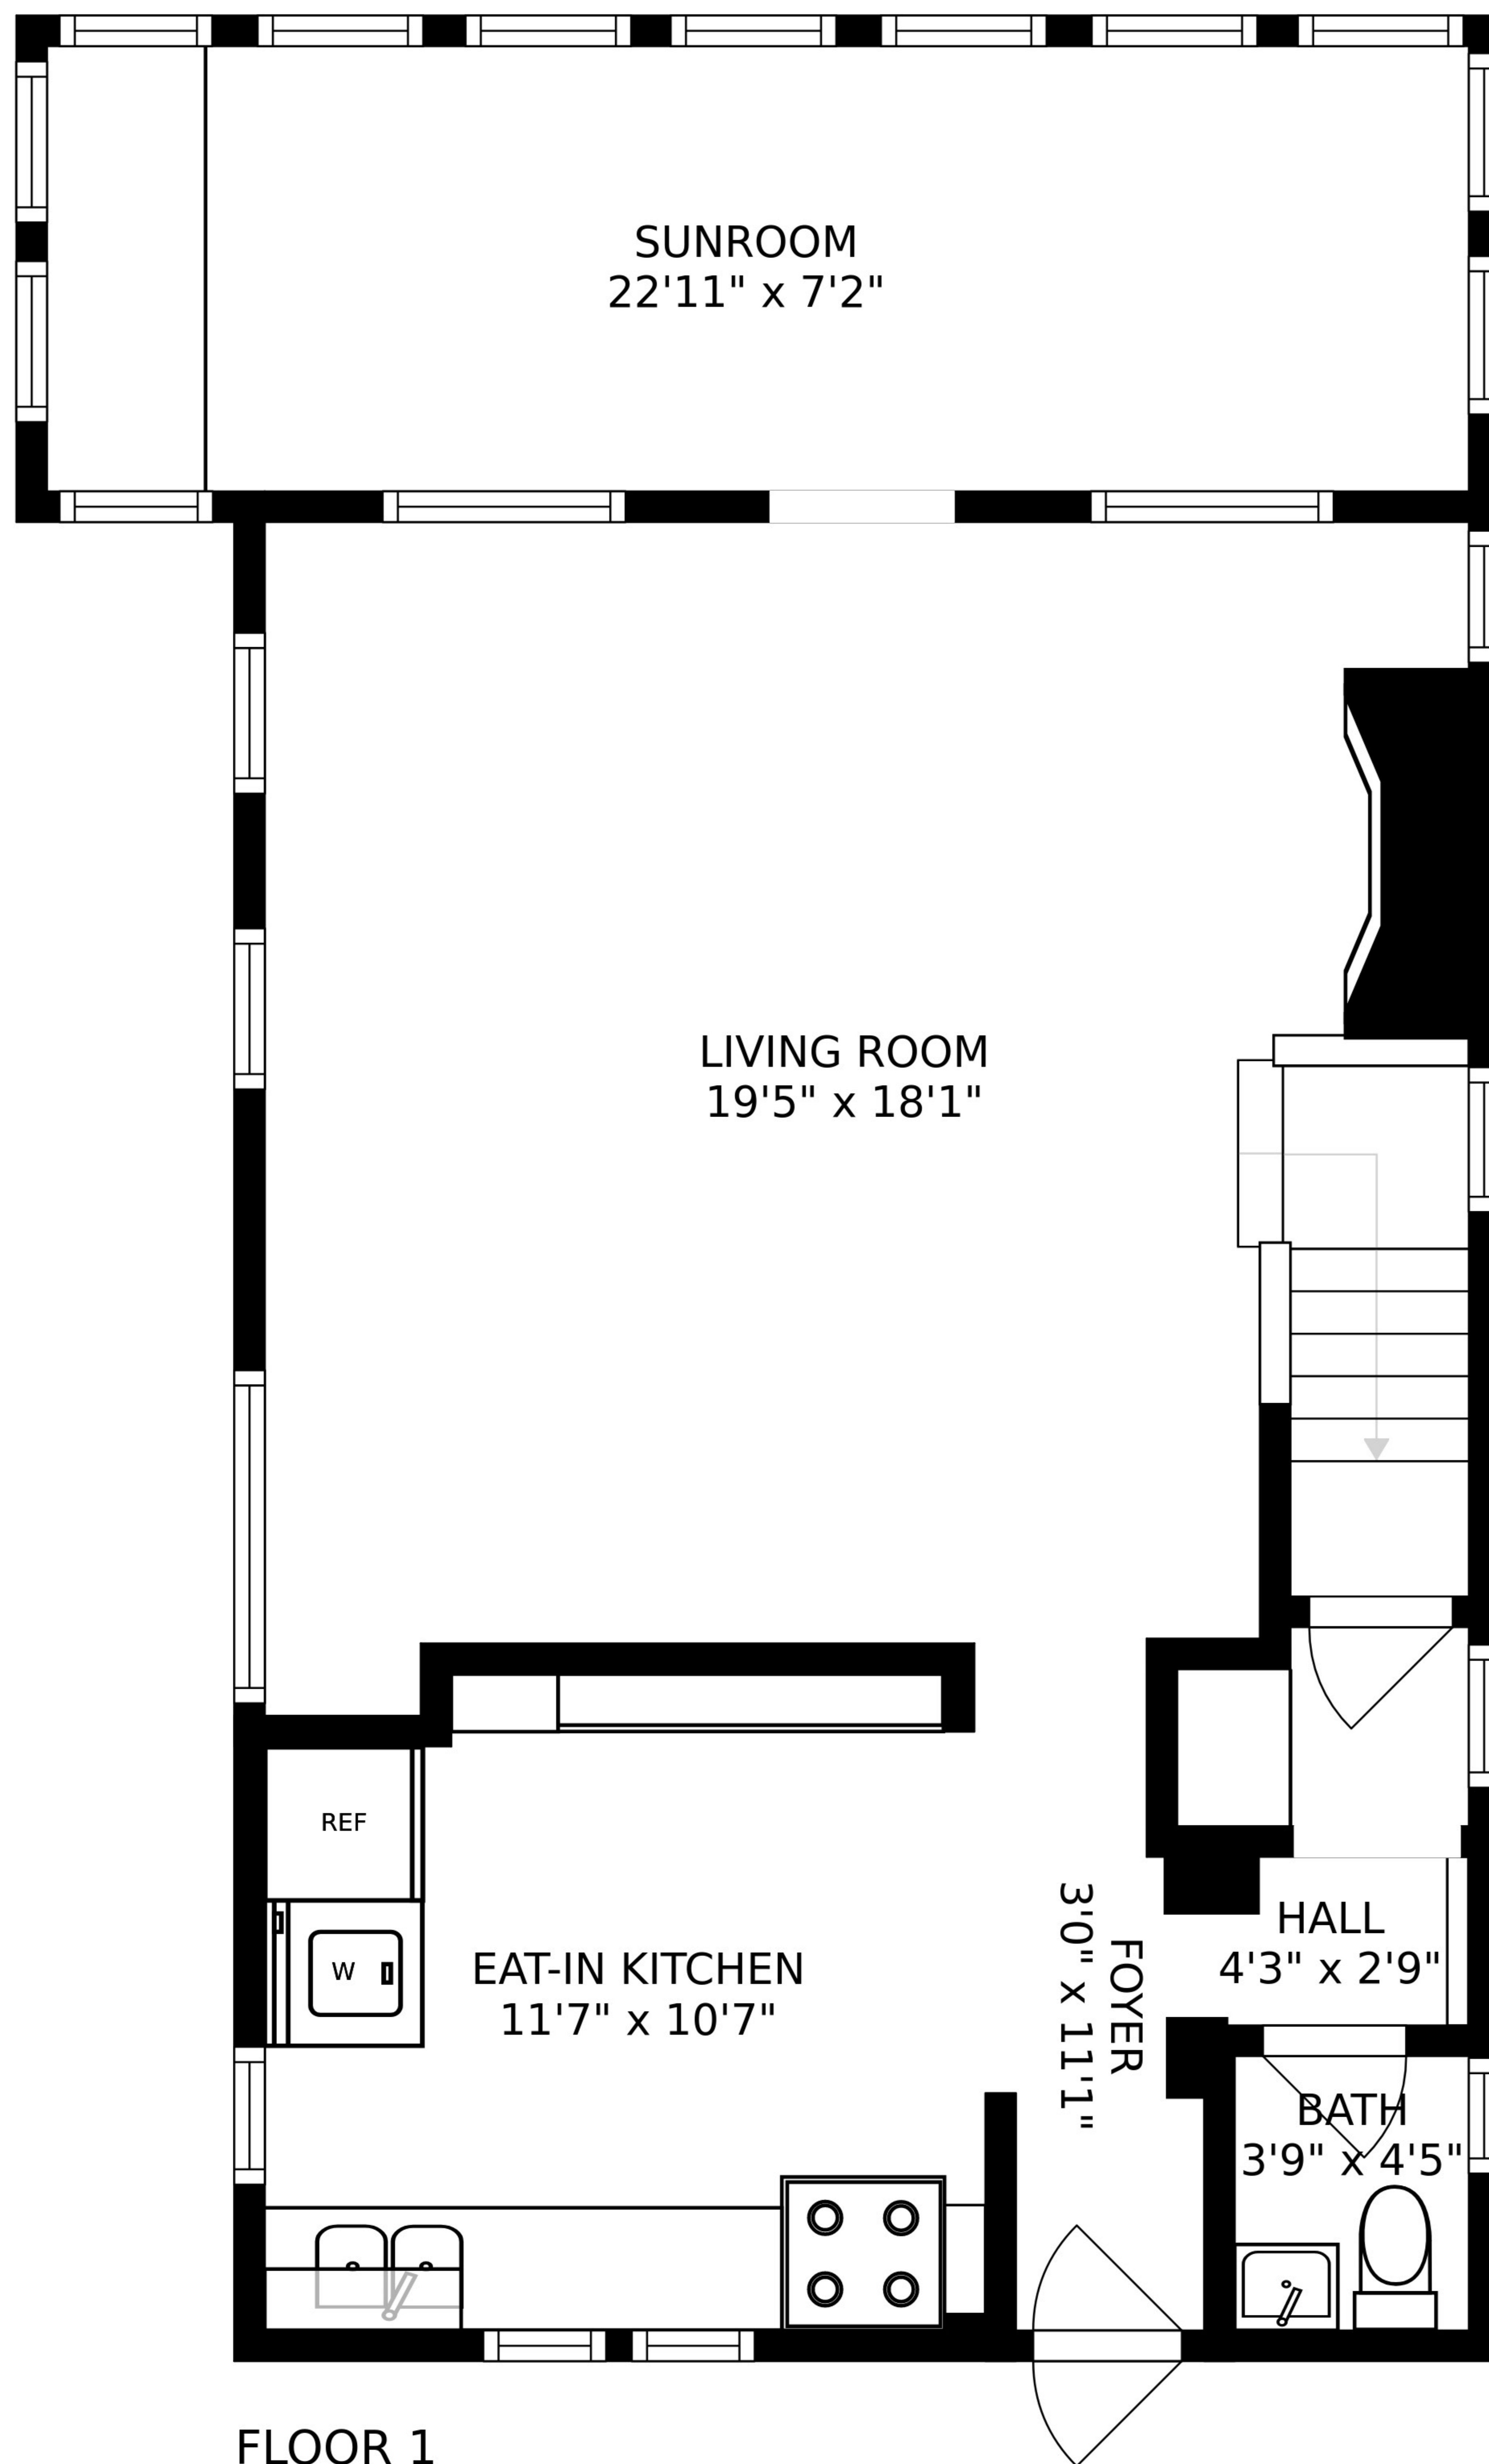 SUNROOM
22'11" x 7'2"
LIVING ROOM
19'5" x 18'1"
REF
W
EAT-IN KITCHEN
11'7" x 10'7"
FOYER
3'0" x 11'1"
HALL
4'3" x 2'9"
BATH
3'9" x 4'5"
FLOOR 1